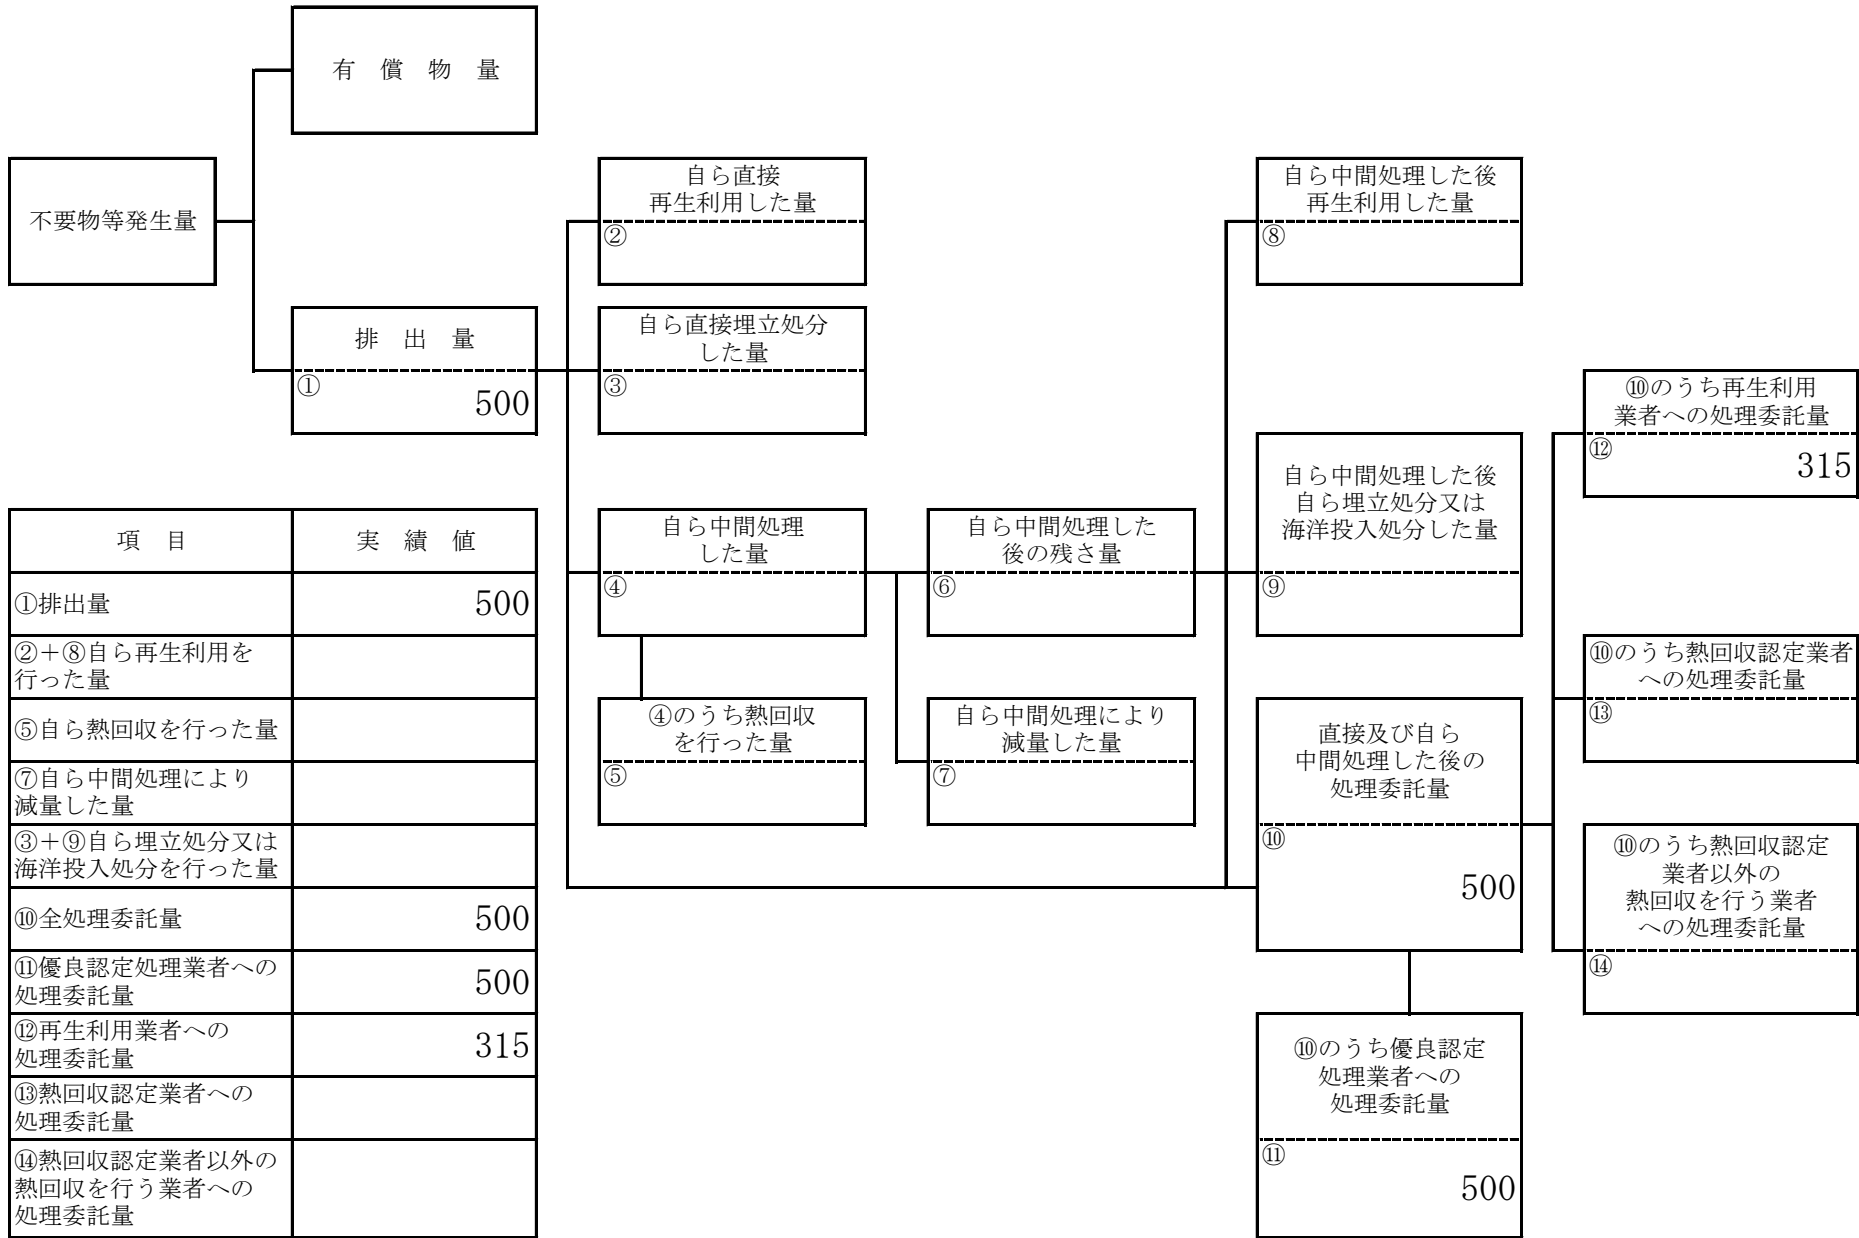 有　償　物　量
不要物等発生量
排　出　量
①
500
自ら直接
再生利用した量
②
自ら直接埋立処分
した量
③
自ら中間処理
した量
④
④のうち熱回収
を行った量
⑤
自ら中間処理した
後の残さ量
⑥
自ら中間処理により
減量した量
⑦
自ら中間処理した後
再生利用した量
⑧
自ら中間処理した後
自ら埋立処分又は
海洋投入処分した量
⑨
直接及び自ら
中間処理した後の
処理委託量
⑩
500
⑩のうち優良認定
処理業者への
処理委託量
⑪
500
⑩のうち再生利用
業者への処理委託量
⑫
315
⑩のうち熱回収認定業者
への処理委託量
⑬
⑩のうち熱回収認定
業者以外の
熱回収を行う業者
への処理委託量
⑭
項　目　実　績　値
①排出量　500
②＋⑧自ら再生利用を
行った量
⑤自ら熱回収を行った量
⑦自ら中間処理により
減量した量
③＋⑨自ら埋立処分又は
海洋投入処分を行った量
⑩全処理委託量　500
⑪優良認定処理業者への
処理委託量　500
⑫再生利用業者への
処理委託量　315
⑬熱回収認定業者への
処理委託量
⑭熱回収認定業者以外の
熱回収を行う業者への
処理委託量